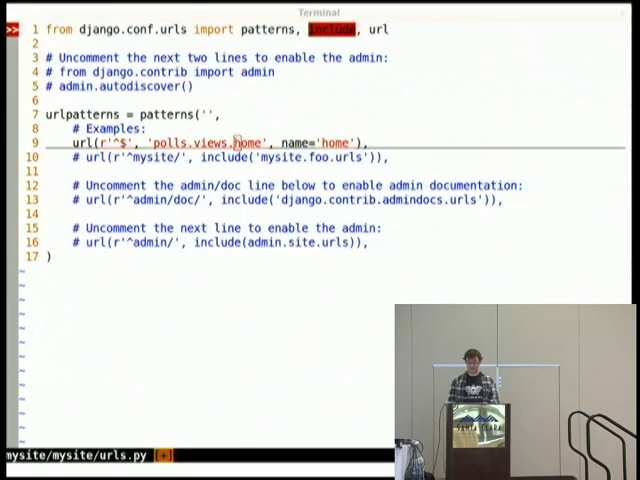 Terminal
>> 1 from django.conf.urls import patterns, include, url
2
3 # Uncomment the next two lines to enable the admin:
4 # from django.contrib import admin
5 # admin.autodiscover()
6
7 urlpatterns = patterns('',
8     # Examples:
9     url(r'^$', 'polls.views.home', name='home'),
10     # url(r'^mysite/', include('mysite.foo.urls')),
11
12     # Uncomment the admin/doc line below to enable admin documentation:
13     # url(r'^admin/doc/', include('django.contrib.admindocs.urls')),
14
15     # Uncomment the next line to enable the admin:
16     # url(r'^admin/', include(admin.site.urls)),
17 )
~
~
~
~
~
~
~
~
~
~
~
~
~
mysite/mysite/urls.py [+]
SANTA CLARA